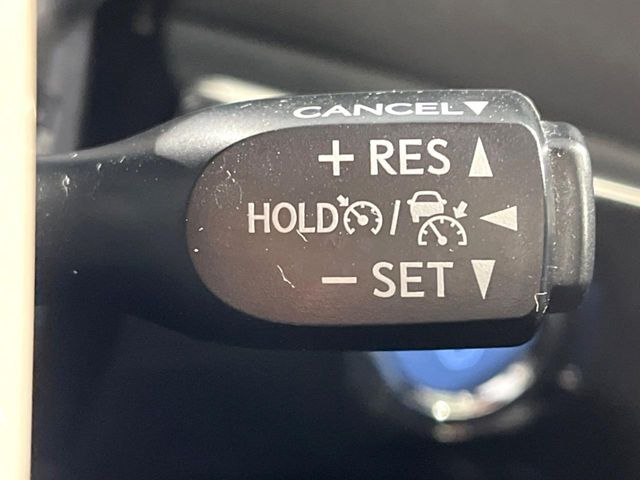 CANCEL▼
+ RES ▲
HOLD / ◀
− SET ▼